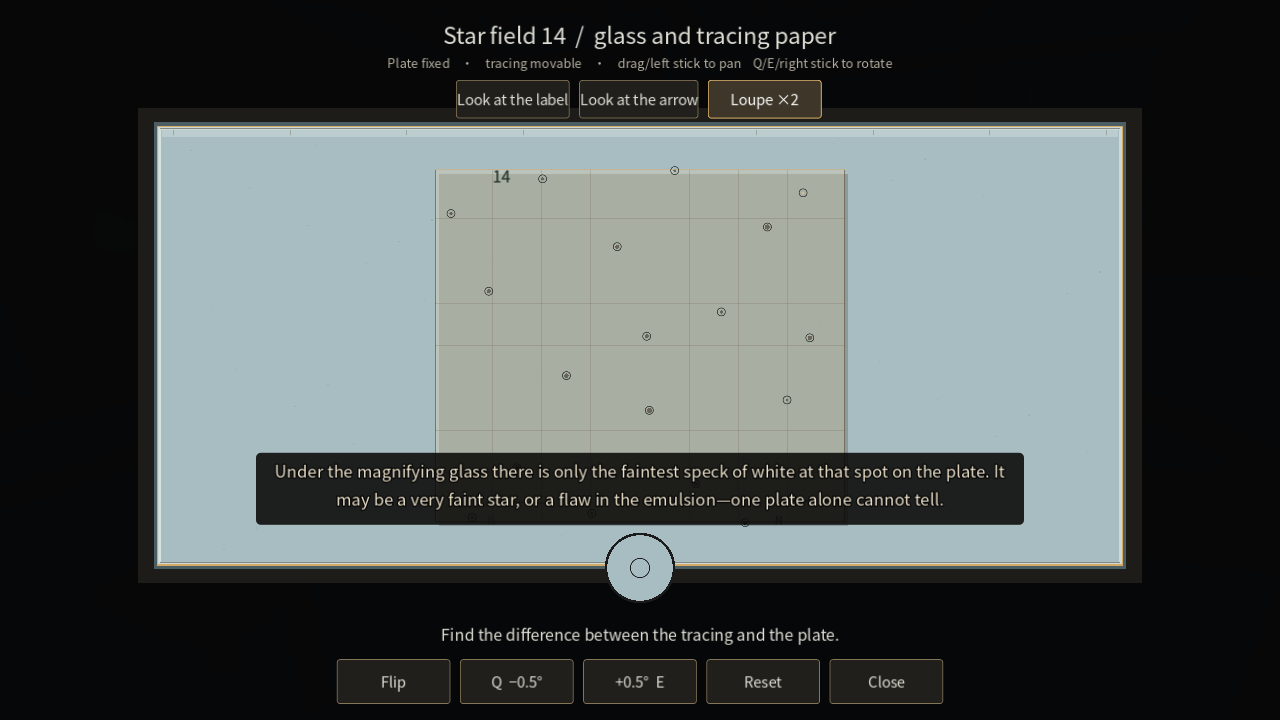 Star field 14 / glass and tracing paper
Plate fixed · tracing movable · drag/left stick to pan Q/E/right stick to rotate
Look at the label
Look at the arrow
Loupe ×2
14
Under the magnifying glass there is only the faintest speck of white at that spot on the plate. It
may be a very faint star, or a flaw in the emulsion—one plate alone cannot tell.
Find the difference between the tracing and the plate.
Flip
Q −0.5°
+0.5° E
Reset
Close